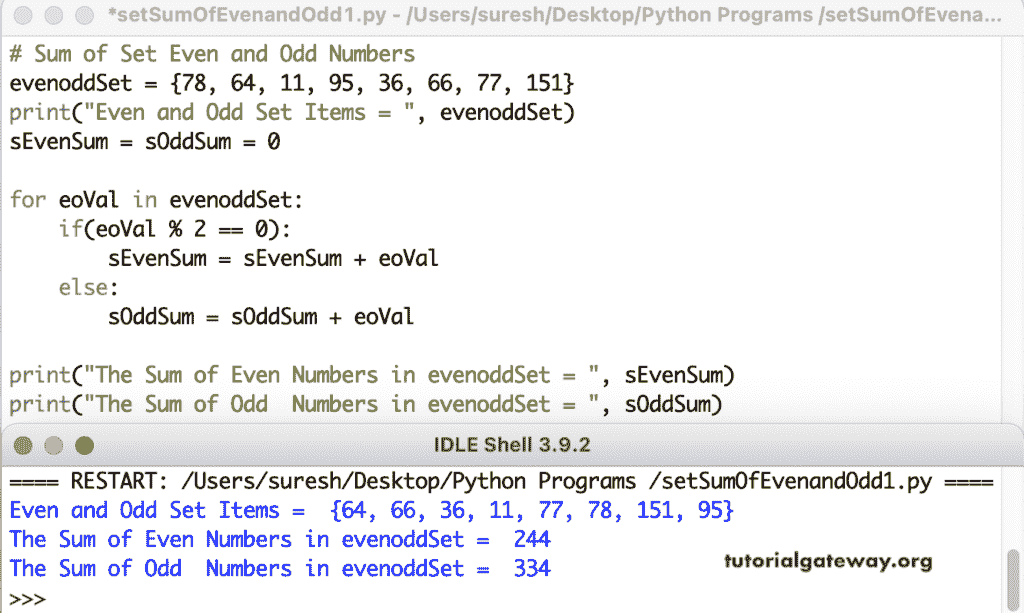 *setSumOfEvenandOdd1.py - /Users/suresh/Desktop/Python Programs /setSumOfEvena...
# Sum of Set Even and Odd Numbers
evenoddSet = {78, 64, 11, 95, 36, 66, 77, 151}
print("Even and Odd Set Items = ", evenoddSet)
sEvenSum = sOddSum = 0
for eoVal in evenoddSet:
    if(eoVal % 2 == 0):
        sEvenSum = sEvenSum + eoVal
    else:
        sOddSum = sOddSum + eoVal
print("The Sum of Even Numbers in evenoddSet = ", sEvenSum)
print("The Sum of Odd  Numbers in evenoddSet = ", sOddSum)
IDLE Shell 3.9.2
==== RESTART: /Users/suresh/Desktop/Python Programs /setSumOfEvenandOdd1.py ====
Even and Odd Set Items =  {64, 66, 36, 11, 77, 78, 151, 95}
The Sum of Even Numbers in evenoddSet =  244
The Sum of Odd  Numbers in evenoddSet =  334
tutorialgateway.org
>>>